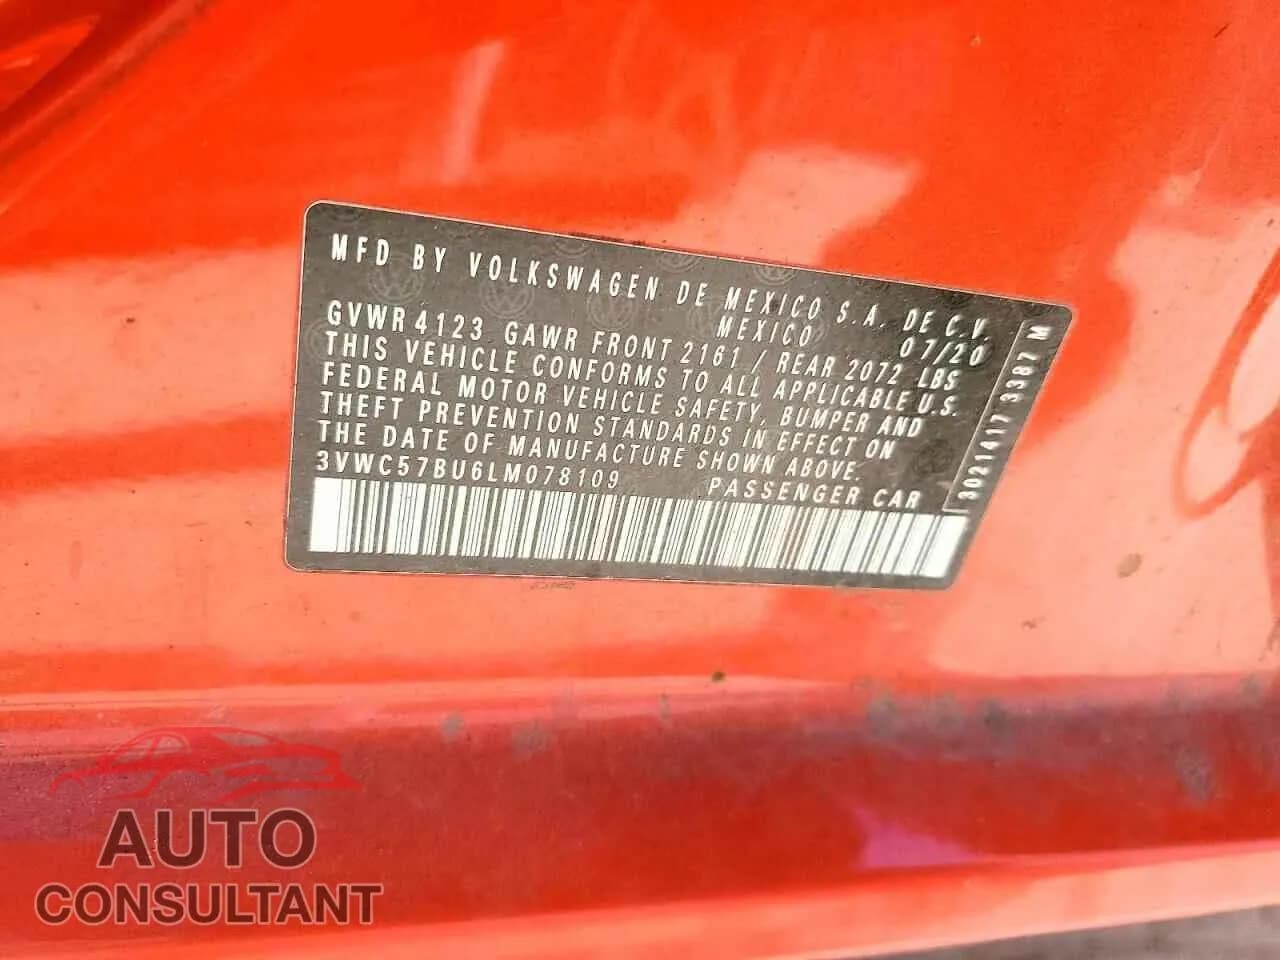 MFD BY VOLKSWAGEN DE MEXICO S.A. DE C.V.
MEXICO 07/20
GVWR 4123 GAWR FRONT 2161 / REAR 2072 LBS
THIS VEHICLE CONFORMS TO ALL APPLICABLE U.S.
FEDERAL MOTOR VEHICLE SAFETY, BUMPER AND
THEFT PREVENTION STANDARDS IN EFFECT ON
THE DATE OF MANUFACTURE SHOWN ABOVE.
3VWC57BU6LM078109 PASSENGER CAR
3021417 3387 M
AUTO
CONSULTANT